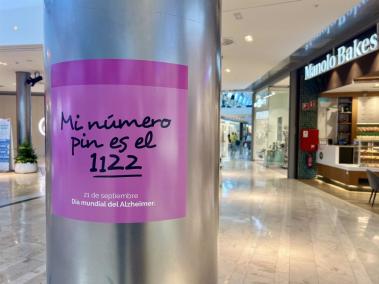 Mi número
pin es el
1122
21 de septiembre
Día mundial del Alzheimer.
Manolo Bakes